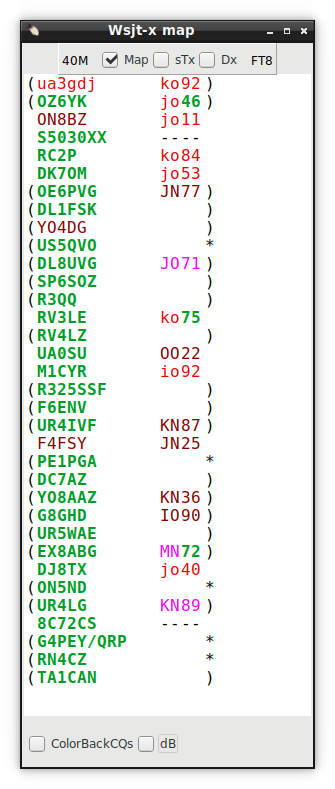 Wsjt-x map
40M Map sTx Dx FT8
(ua3gdj ko92)
(OZ6YK jo46)
ON8BZ jo11
S5030XX ----
RC2P ko84
DK7OM jo53
(OE6PVG JN77)
(DL1FSK )
(YO4DG )
(US5QVO *
(DL8UVG JO71)
(SP6SOZ )
(R3QQ )
RV3LE ko75
(RV4LZ )
UA0SU OO22
M1CYR io92
(R325SSF )
(F6ENV )
(UR4IVF KN87)
F4FSY JN25
(PE1PGA *
(DC7AZ )
(YO8AAZ KN36)
(G8GHD IO90)
(UR5WAE )
(EX8ABG MN72)
DJ8TX jo40
(ON5ND *
(UR4LG KN89)
8C72CS ----
(G4PEY/QRP *
(RN4CZ *
(TA1CAN )
ColorBackCQs dB